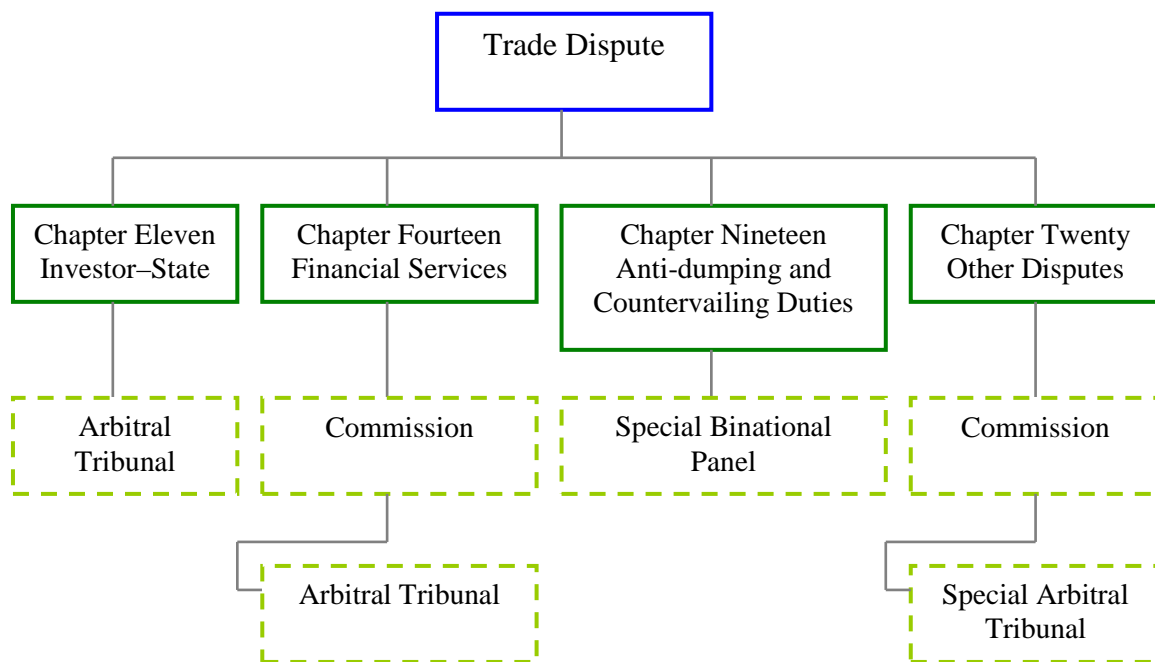 Trade Dispute
Chapter Eleven
Investor–State
Chapter Fourteen
Financial Services
Chapter Nineteen
Anti-dumping and
Countervailing Duties
Chapter Twenty
Other Disputes
Arbitral
Tribunal
Commission
Special Binational
Panel
Commission
Arbitral Tribunal
Special Arbitral
Tribunal